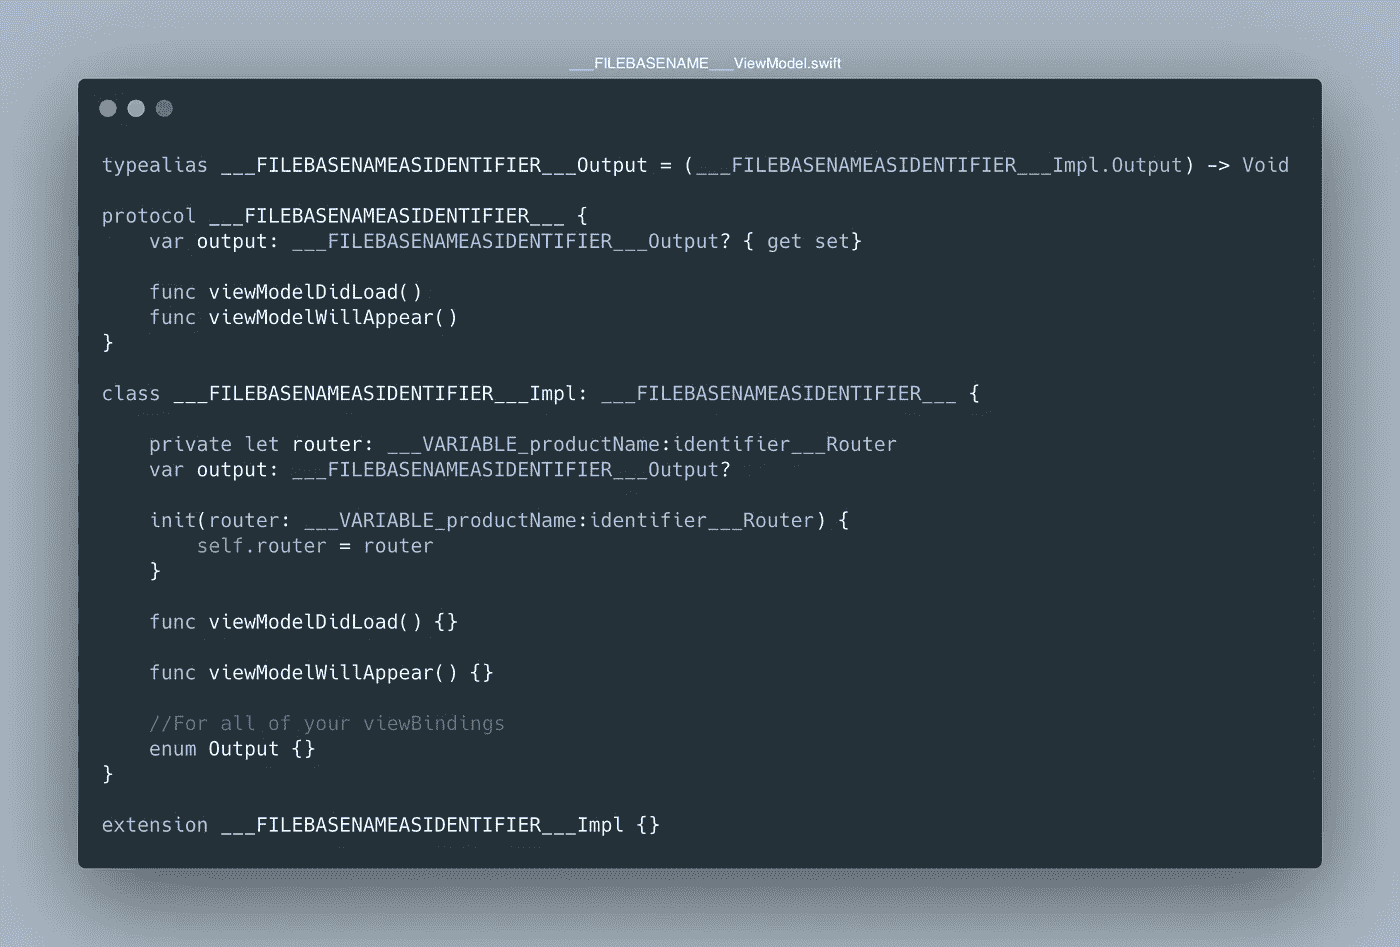 ___FILEBASENAME___ViewModel.swift
typealias ___FILEBASENAMEASIDENTIFIER___Output = (___FILEBASENAMEASIDENTIFIER___Impl.Output) -> Void
protocol ___FILEBASENAMEASIDENTIFIER___ {
    var output: ___FILEBASENAMEASIDENTIFIER___Output? { get set}
    func viewModelDidLoad()
    func viewModelWillAppear()
}
class ___FILEBASENAMEASIDENTIFIER___Impl: ___FILEBASENAMEASIDENTIFIER___ {
    private let router: ___VARIABLE_productName:identifier___Router
    var output: ___FILEBASENAMEASIDENTIFIER___Output?
    init(router: ___VARIABLE_productName:identifier___Router) {
        self.router = router
    }
    func viewModelDidLoad() {}
    func viewModelWillAppear() {}
    //For all of your viewBindings
    enum Output {}
}
extension ___FILEBASENAMEASIDENTIFIER___Impl {}